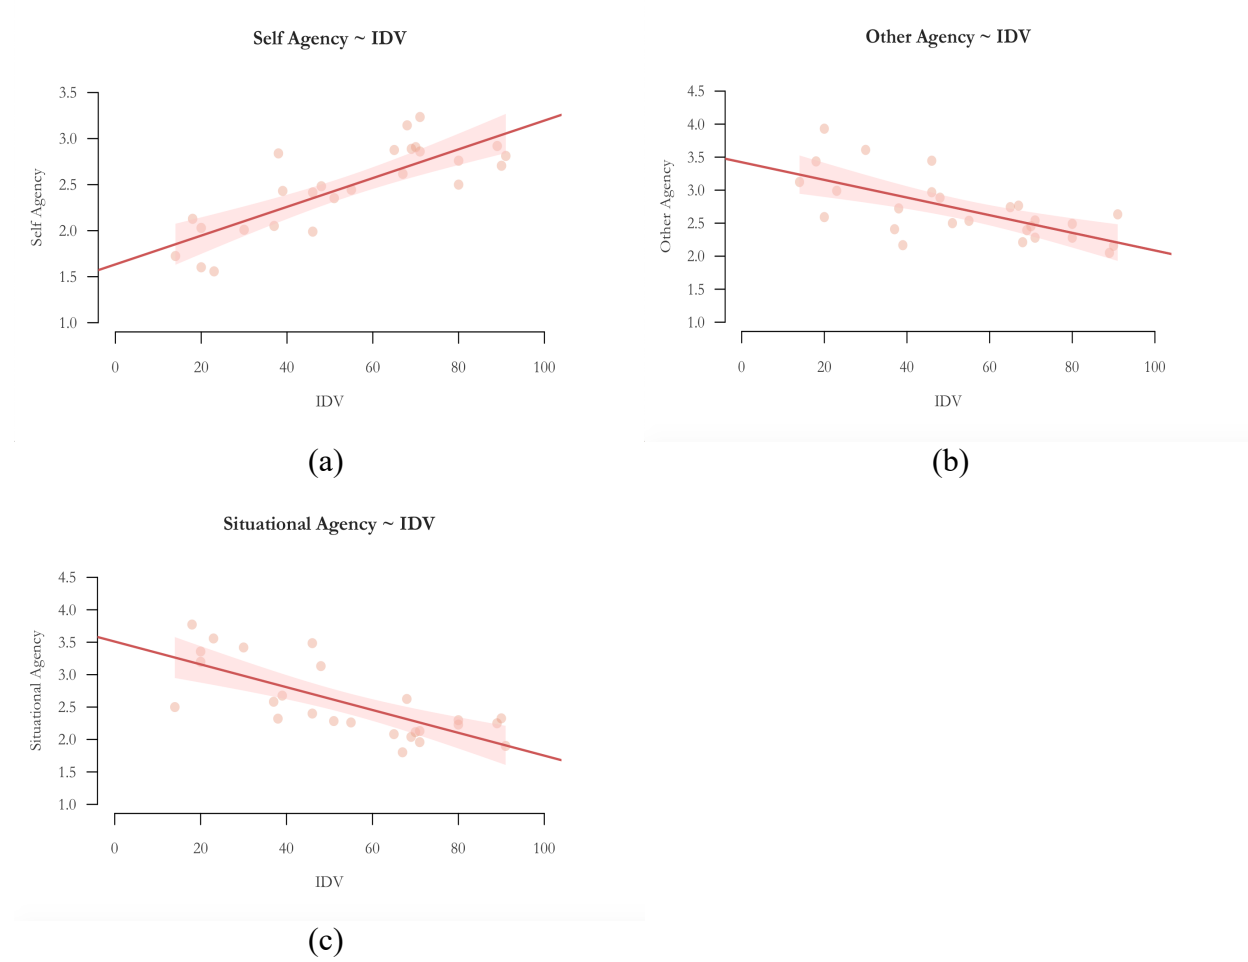 Self Agency ~ IDV
3.5
3.0
2.5
2.0
1.5
1.0
Self Agency
0 20 40 60 80 100
IDV
(a)
Other Agency ~ IDV
4.5
4.0
3.5
3.0
2.5
2.0
1.5
1.0
Other Agency
0 20 40 60 80 100
IDV
(b)
Situational Agency ~ IDV
4.5
4.0
3.5
3.0
2.5
2.0
1.5
1.0
Situational Agency
0 20 40 60 80 100
IDV
(c)